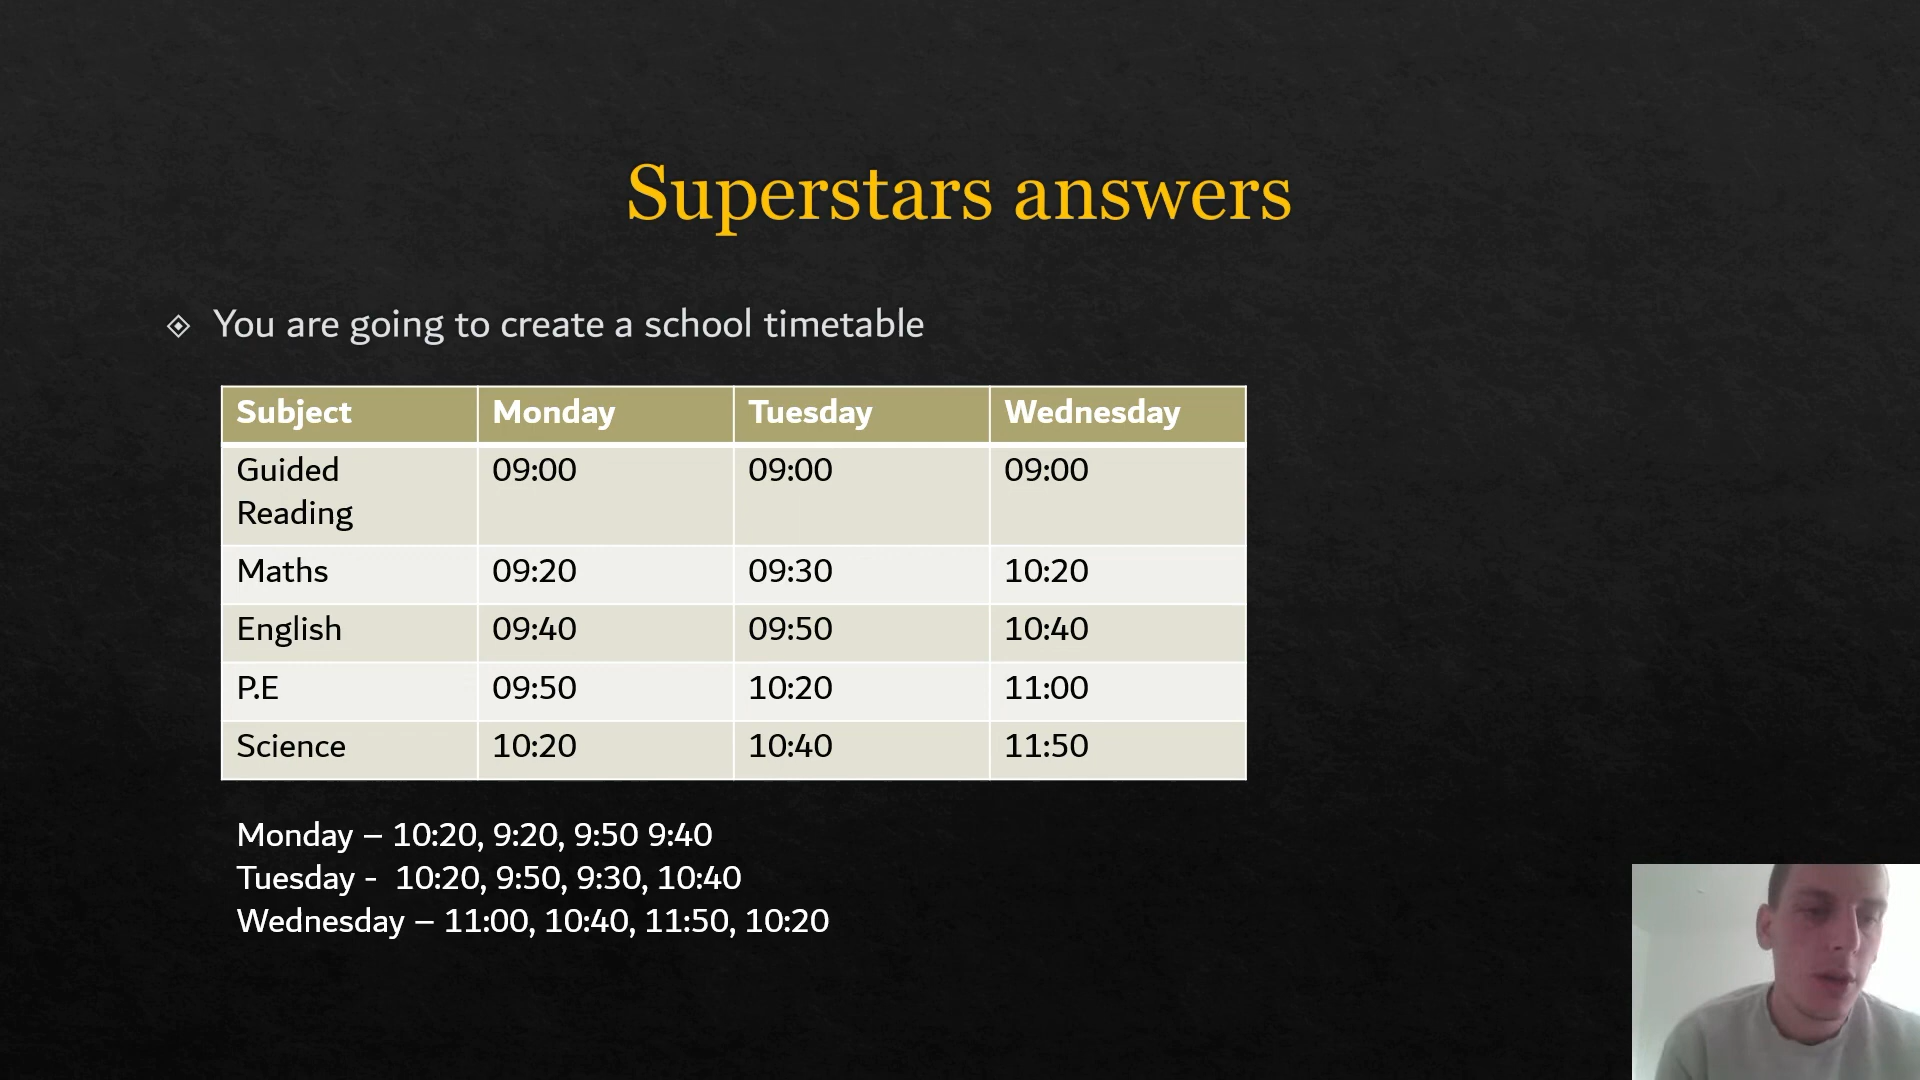 Superstars answers
You are going to create a school timetable
Subject Monday Tuesday Wednesday
Guided Reading 09:00 09:00 09:00
Maths 09:20 09:30 10:20
English 09:40 09:50 10:40
P.E 09:50 10:20 11:00
Science 10:20 10:40 11:50
Monday – 10:20, 9:20, 9:50 9:40
Tuesday - 10:20, 9:50, 9:30, 10:40
Wednesday – 11:00, 10:40, 11:50, 10:20